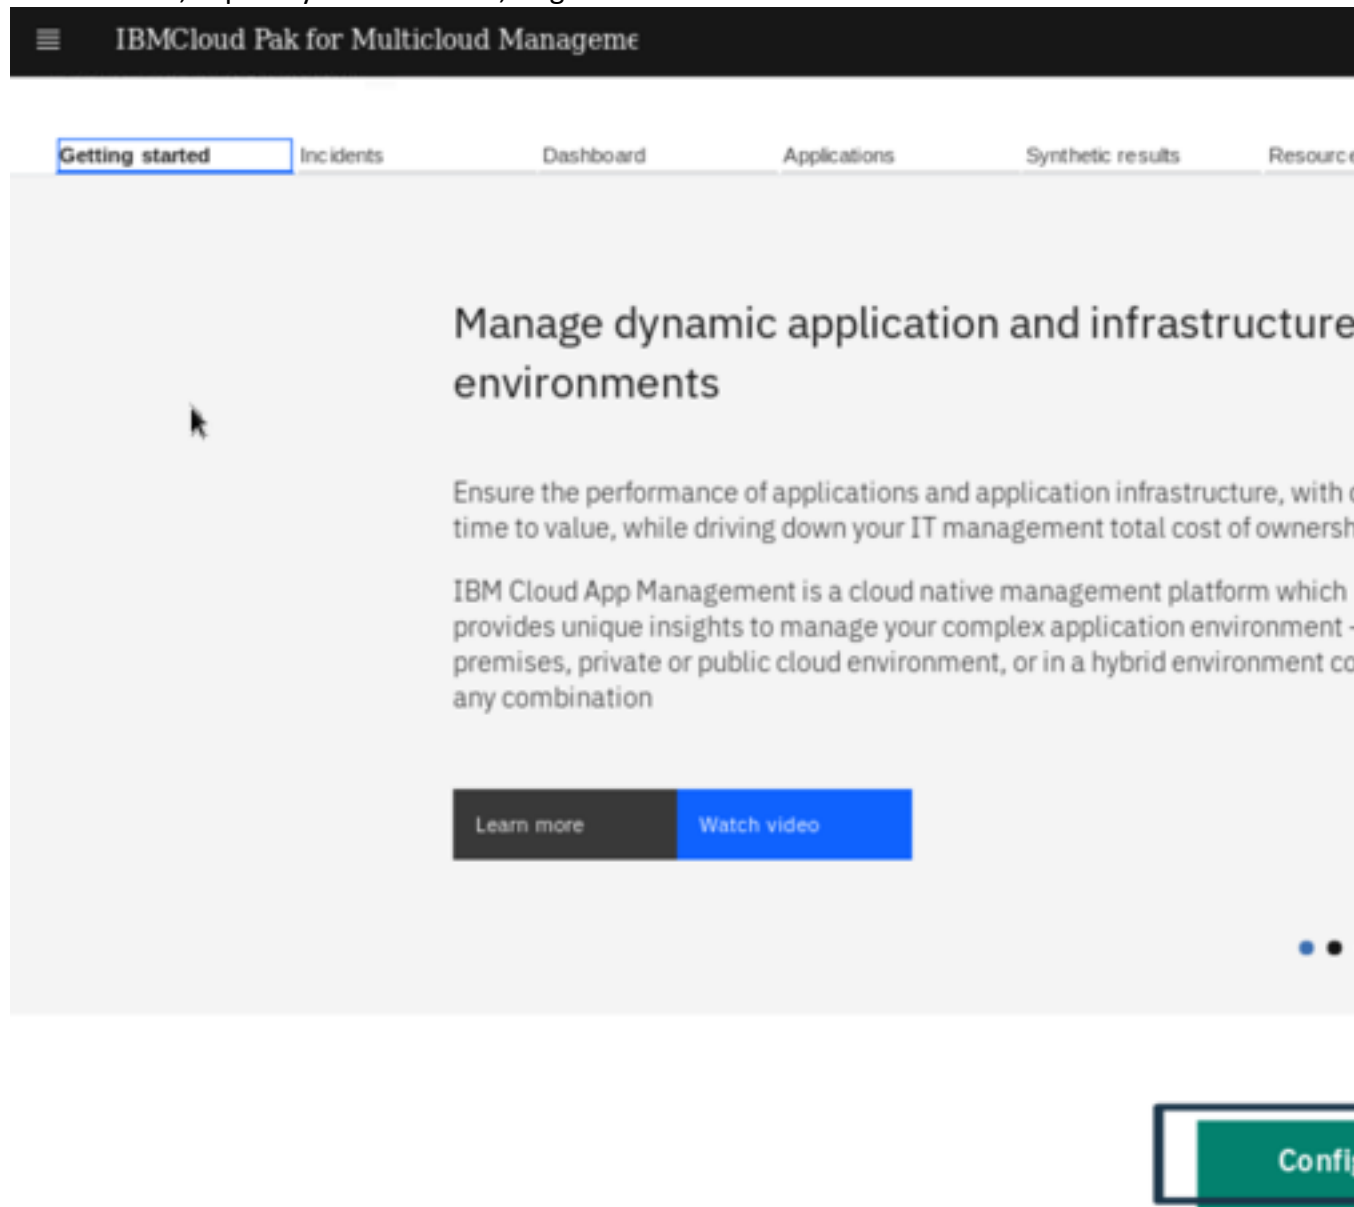 IBMCloud Pak for Multicloud Manageme
Getting started Incidents Dashboard Applications Synthetic results Resource
Manage dynamic application and infrastructure
environments
Ensure the performance of applications and application infrastructure, with
time to value, while driving down your IT management total cost of ownersh
IBM Cloud App Management is a cloud native management platform which
provides unique insights to manage your complex application environment -
premises, private or public cloud environment, or in a hybrid environment co
any combination
Learn more Watch video
Config